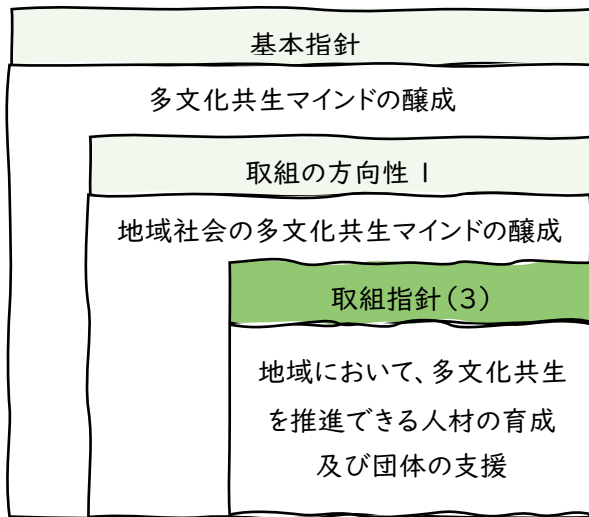 基本指針
多文化共生マインドの醸成
取組の方向性 1
地域社会の多文化共生マインドの醸成
取組指針(3)
地域において、多文化共生
を推進できる人材の育成
及び団体の支援